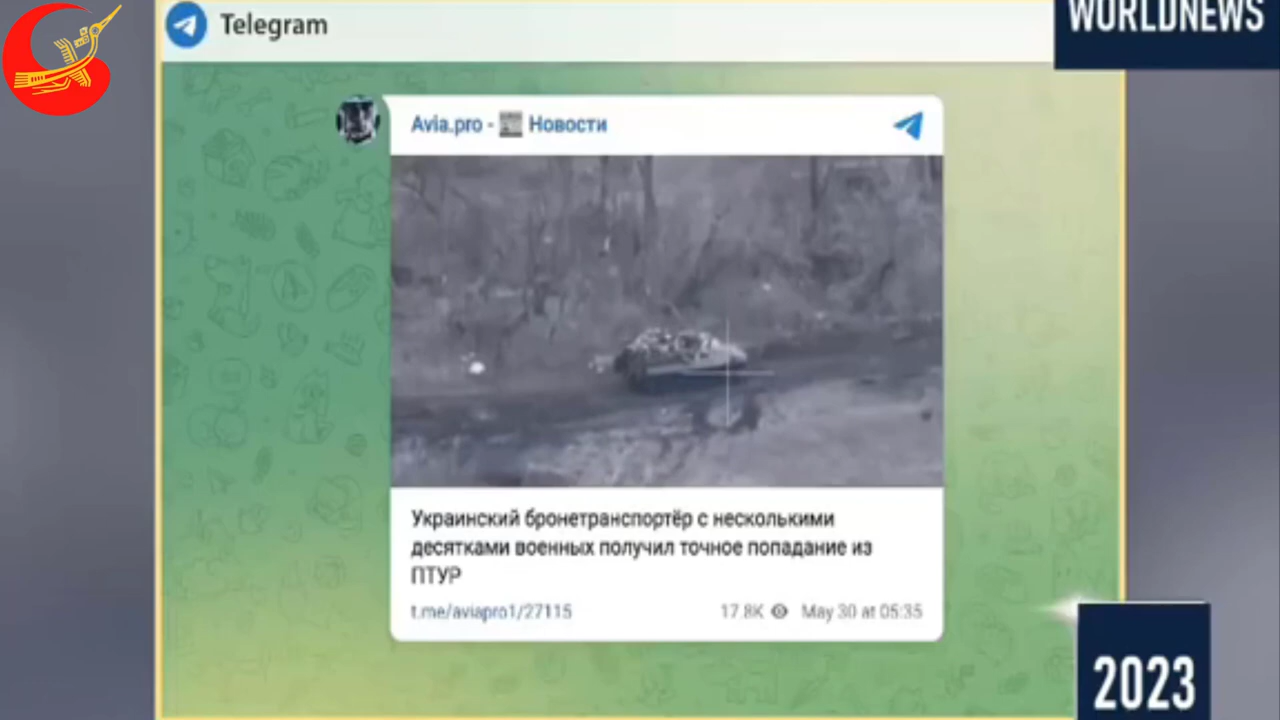 Telegram
WORLDNEWS
Avia.pro - Новости
Украинский бронетранспортёр с несколькими
десятками военных получил точное попадание из
ПТУР
t.me/aviapro1/27115
17.8K May 30 at 05:35
2023